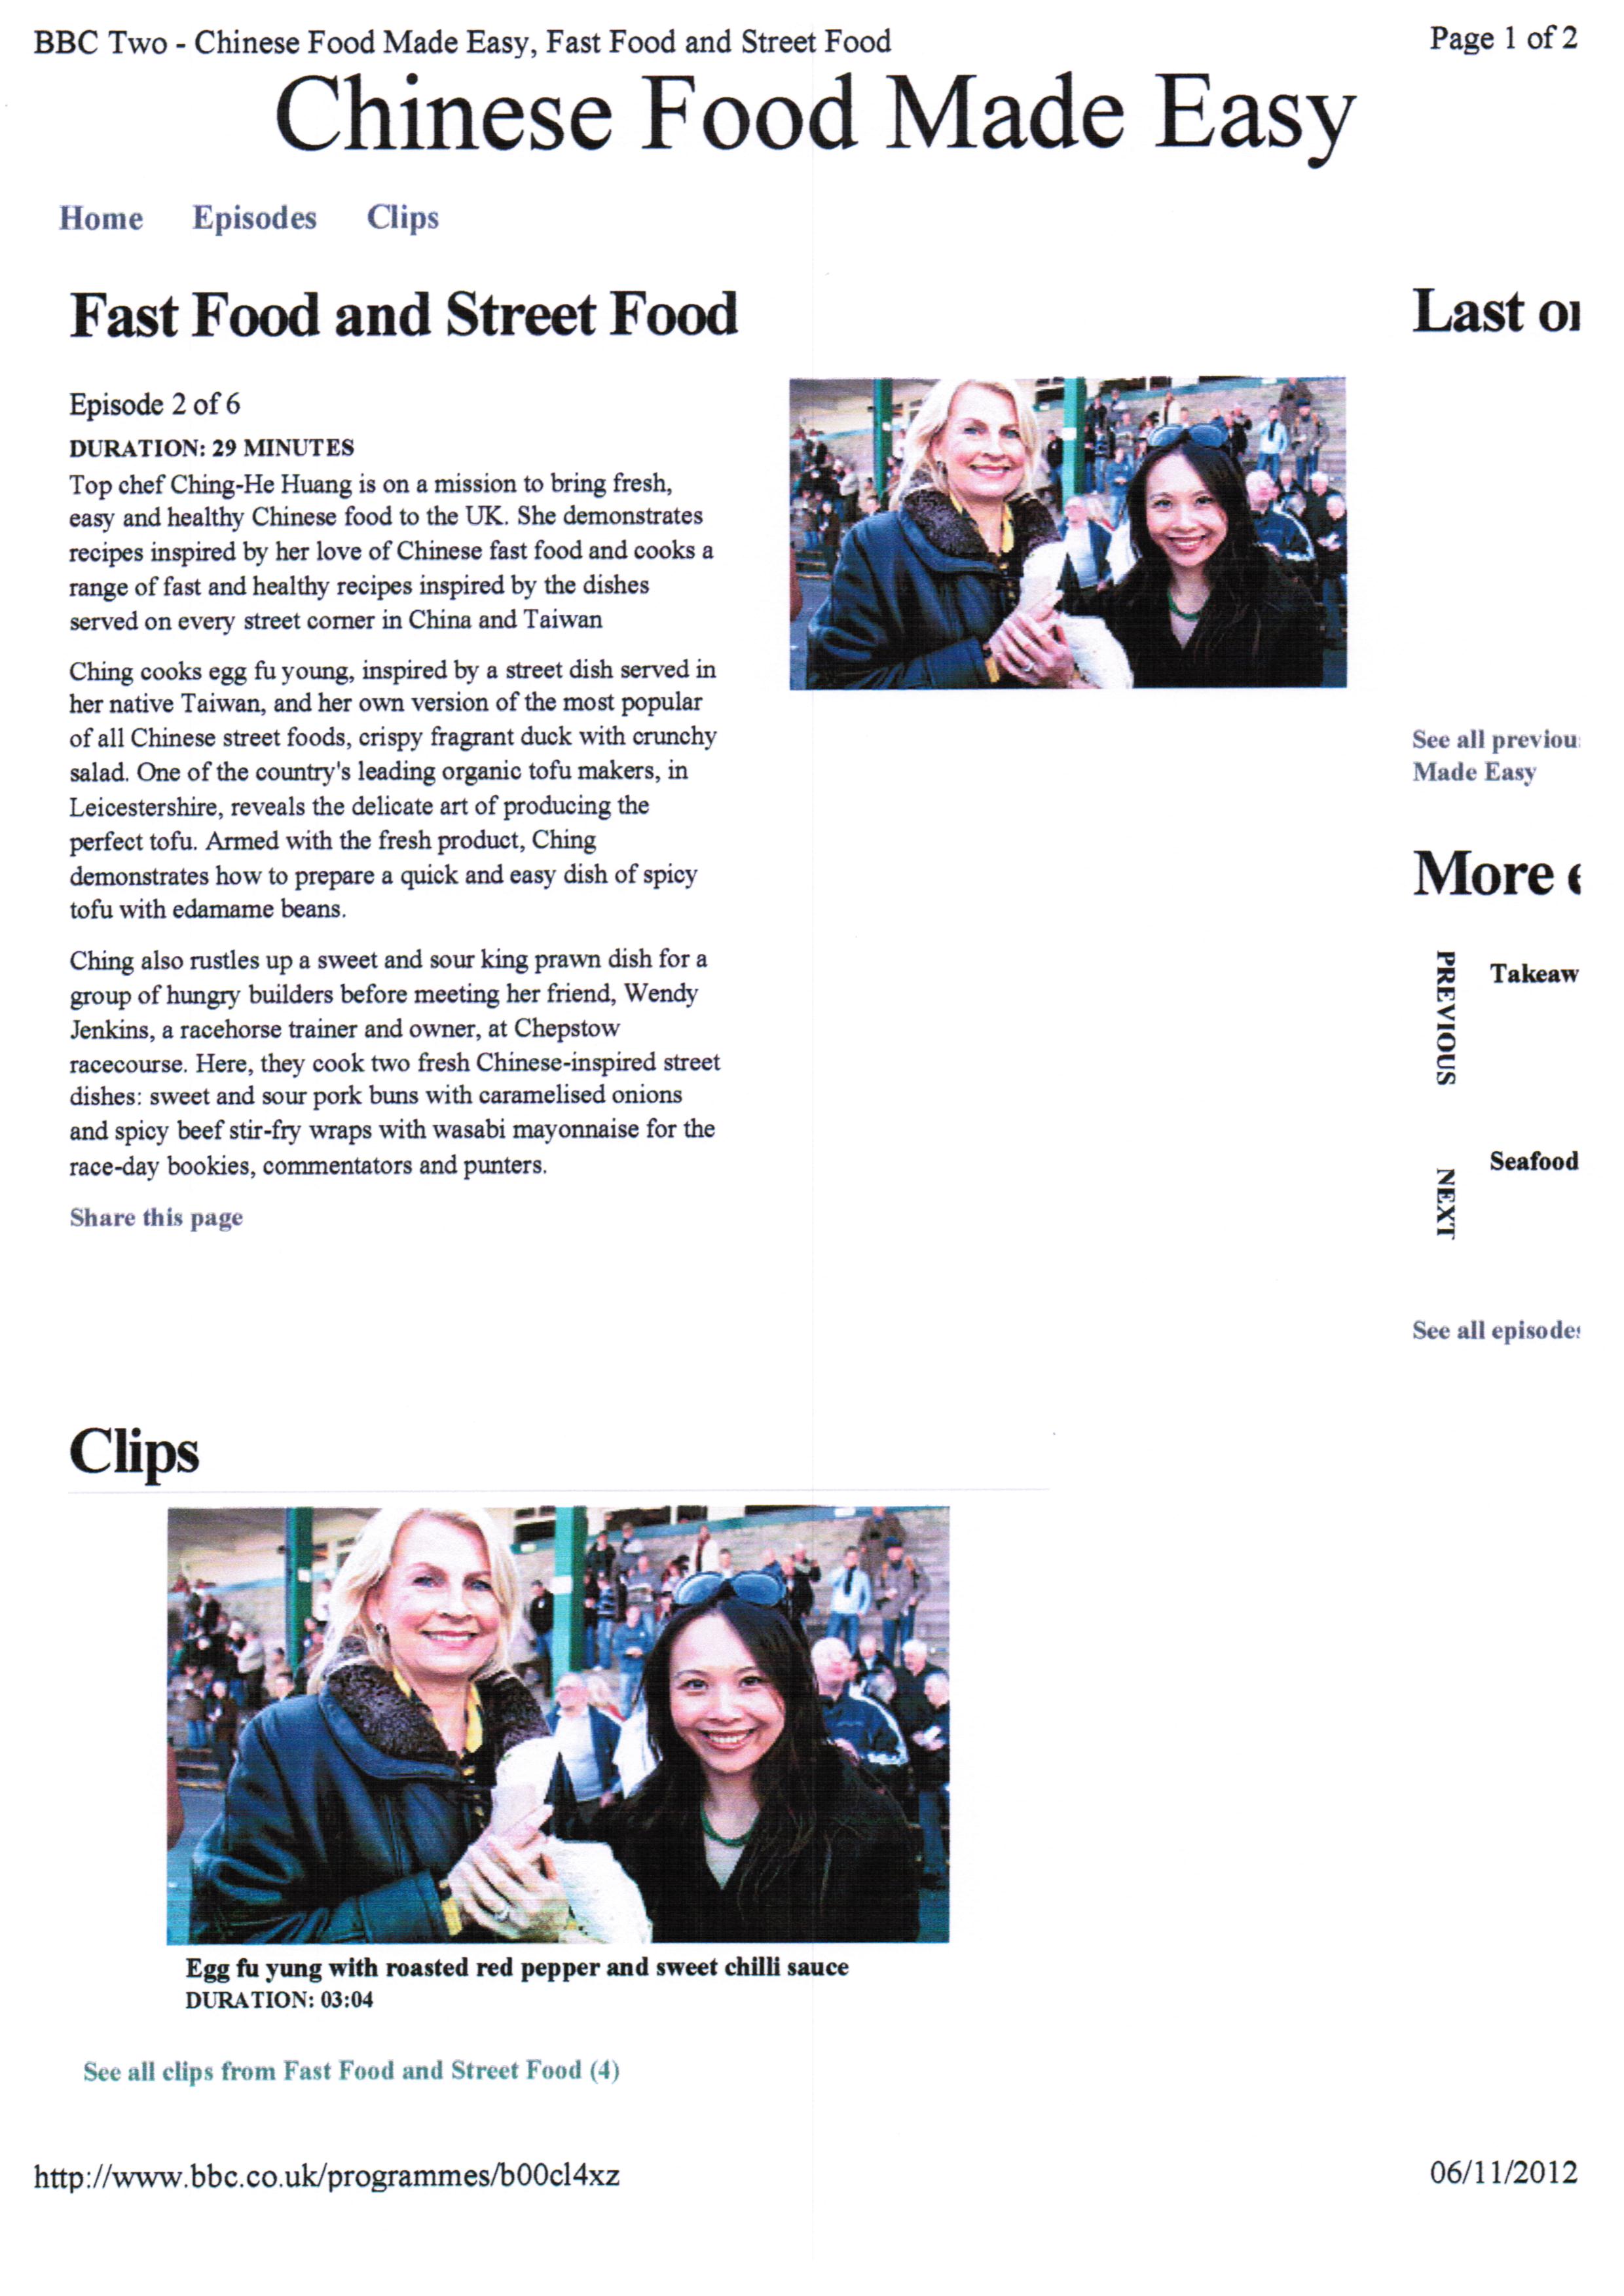 BBC Two - Chinese Food Made Easy, Fast Food and Street Food
Page 1 of 2
Chinese Food Made Easy
Home Episodes Clips
Fast Food and Street Food
Episode 2 of 6
DURATION: 29 MINUTES
Top chef Ching-He Huang is on a mission to bring fresh,
easy and healthy Chinese food to the UK. She demonstrates
recipes inspired by her love of Chinese fast food and cooks a
range of fast and healthy recipes inspired by the dishes
served on every street corner in China and Taiwan
Ching cooks egg fu young, inspired by a street dish served in
her native Taiwan, and her own version of the most popular
of all Chinese street foods, crispy fragrant duck with crunchy
salad. One of the country's leading organic tofu makers, in
Leicestershire, reveals the delicate art of producing the
perfect tofu. Armed with the fresh product, Ching
demonstrates how to prepare a quick and easy dish of spicy
tofu with edamame beans.
Ching also rustles up a sweet and sour king prawn dish for a
group of hungry builders before meeting her friend, Wendy
Jenkins, a racehorse trainer and owner, at Chepstow
racecourse. Here, they cook two fresh Chinese-inspired street
dishes: sweet and sour pork buns with caramelised onions
and spicy beef stir-fry wraps with wasabi mayonnaise for the
race-day bookies, commentators and punters.
Share this page
Last
See all previou
Made Easy
More
PREVIOUS
Takeaw
NEXT
Seafood
See all episode
Clips
Egg fu yung with roasted red pepper and sweet chilli sauce
DURATION: 03:04
See all clips from Fast Food and Street Food (4)
http://www.bbc.co.uk/programmes/b00cl4xz
06/11/2012